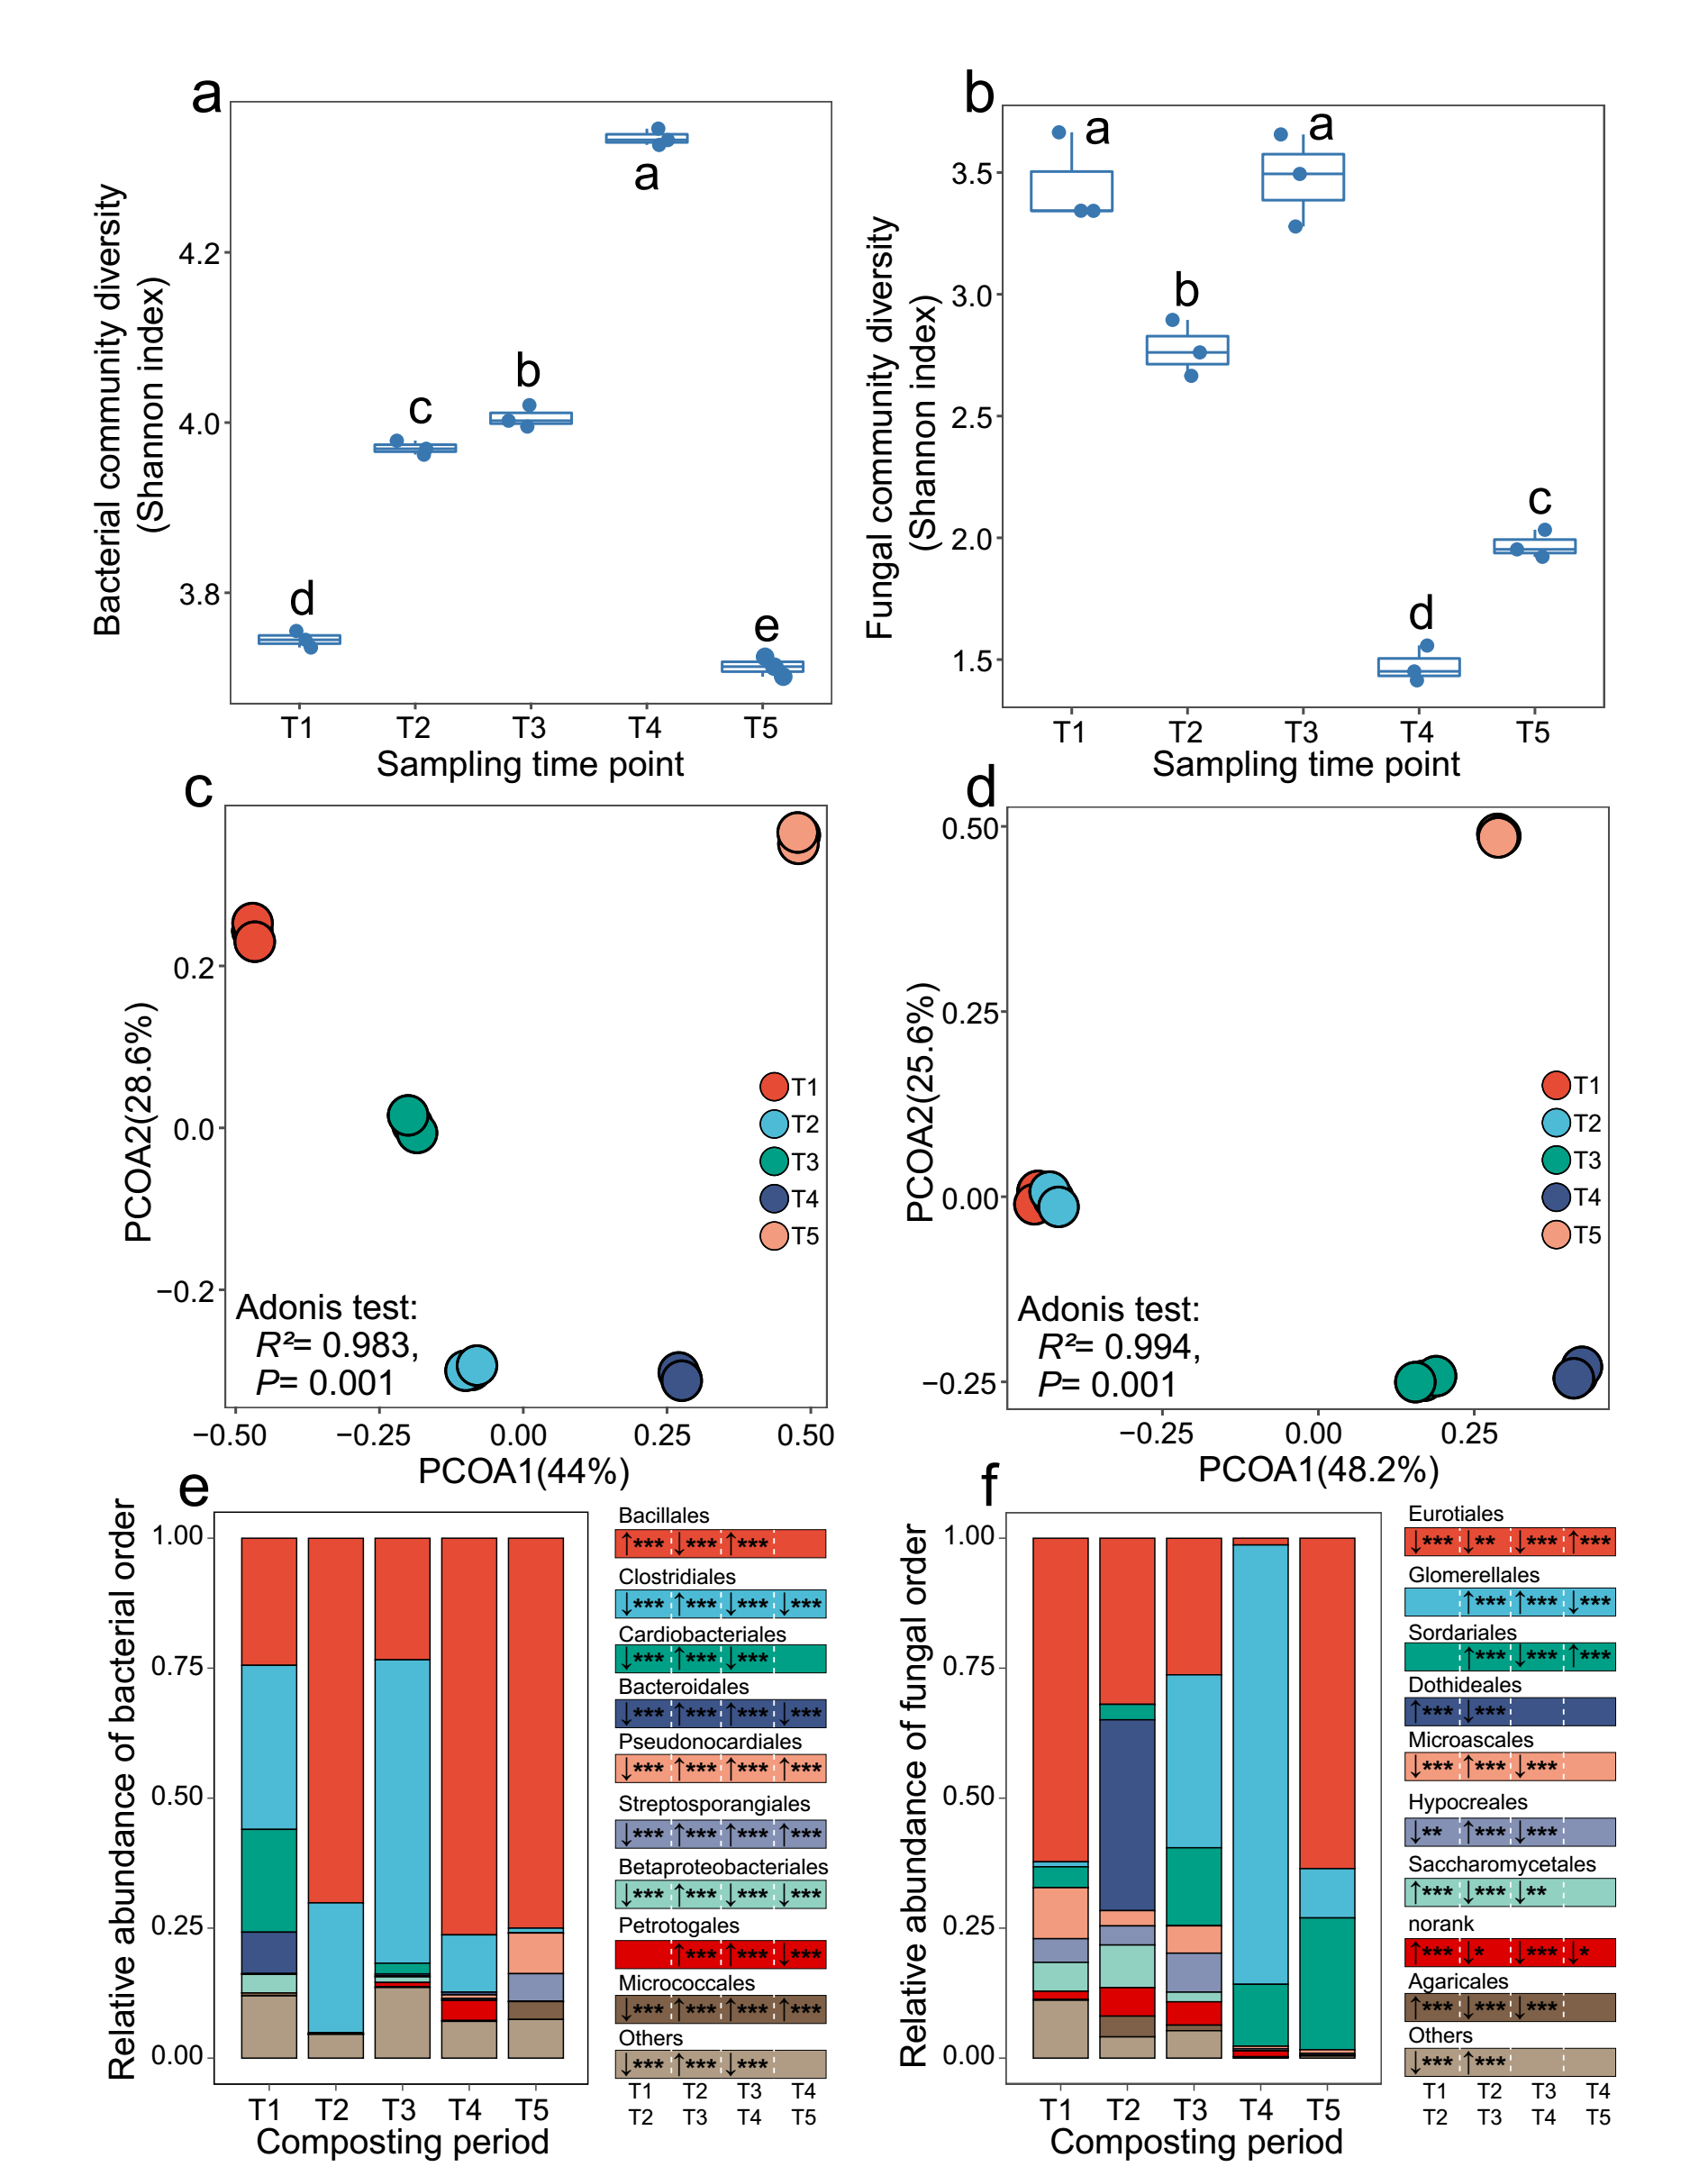 a
Bacterial community diversity
(Shannon index)
4.2
4.0
3.8
d
c
b
a
e
T1 T2 T3 T4 T5
Sampling time point
b
Fungal community diversity
(Shannon index)
3.5
3.0
2.5
2.0
1.5
a
b
a
d
c
T1 T2 T3 T4 T5
Sampling time point
c
PCOA2(28.6%)
0.2
0.0
−0.2
T1
T2
T3
T4
T5
Adonis test:
R²= 0.983,
P= 0.001
−0.50 −0.25 0.00 0.25 0.50
PCOA1(44%)
d
PCOA2(25.6%)
0.50
0.25
0.00
−0.25
T1
T2
T3
T4
T5
Adonis test:
R²= 0.994,
P= 0.001
−0.25 0.00 0.25
PCOA1(48.2%)
e
Relative abundance of bacterial order
1.00
0.75
0.50
0.25
0.00
T1 T2 T3 T4 T5
Composting period
Bacillales
↑*** ↓*** ↑***
Clostridiales
↓*** ↑*** ↓*** ↓***
Cardiobacteriales
↓*** ↑*** ↓***
Bacteroidales
↓*** ↑*** ↑*** ↓***
Pseudonocardiales
↓*** ↑*** ↑*** ↑***
Streptosporangiales
↓*** ↑*** ↑*** ↑***
Betaproteobacteriales
↓*** ↑*** ↓*** ↓***
Petrotogales
↑*** ↑*** ↓***
Micrococcales
↓*** ↑*** ↑*** ↑***
Others
↓*** ↑*** ↓***
T1 T2 T3 T4
T2 T3 T4 T5
f
Relative abundance of fungal order
1.00
0.75
0.50
0.25
0.00
T1 T2 T3 T4 T5
Composting period
Eurotiales
↓*** ↓** ↓*** ↑***
Glomerellales
↑*** ↑*** ↓***
Sordariales
↑*** ↓*** ↑***
Dothideales
↑*** ↓***
Microascales
↓*** ↑*** ↓***
Hypocreales
↓** ↑*** ↓***
Saccharomycetales
↑*** ↓*** ↓**
norank
↑*** ↓* ↓*** ↓*
Agaricales
↑*** ↓*** ↓***
Others
↓*** ↑***
T1 T2 T3 T4
T2 T3 T4 T5